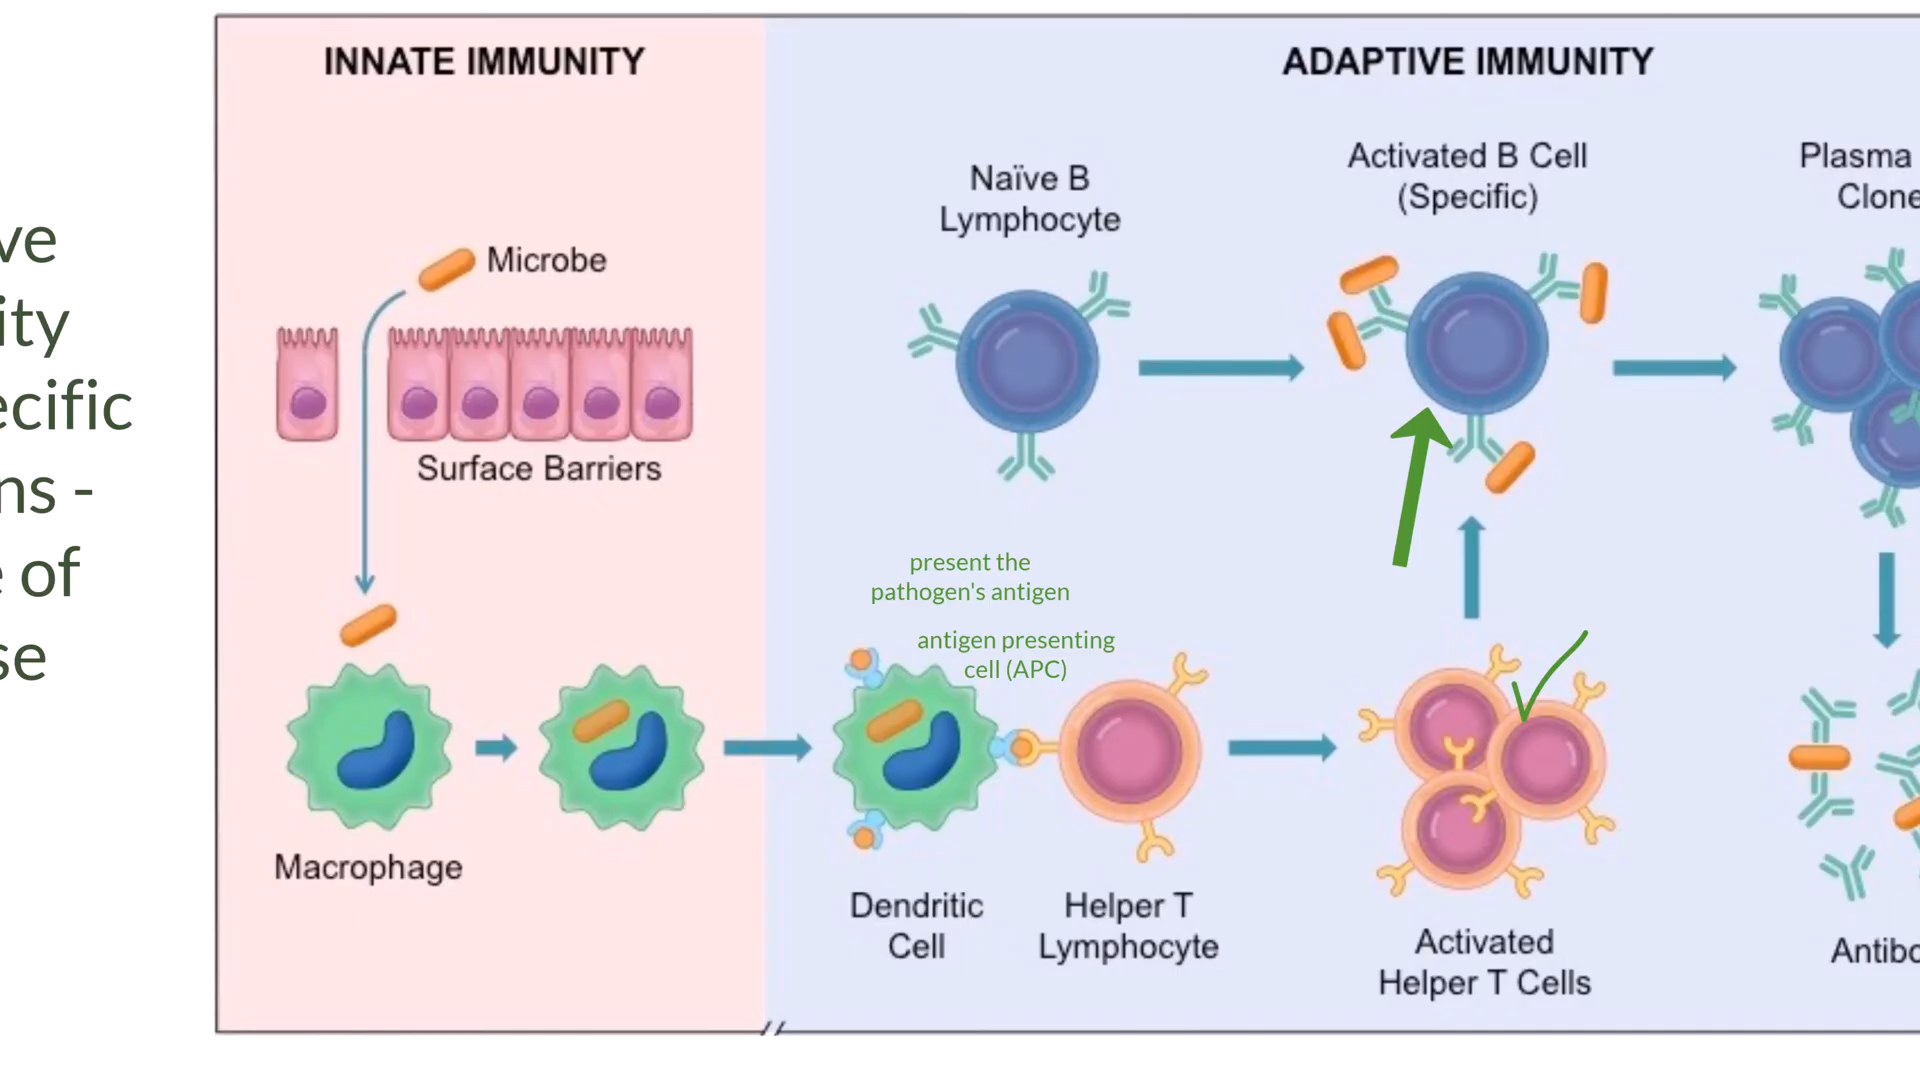 ve
ity
ecific
ns -
e of
se
INNATE IMMUNITY
Microbe
Surface Barriers
Macrophage
ADAPTIVE IMMUNITY
Naïve B
Lymphocyte
Activated B Cell
(Specific)
Plasma
Clone
present the
pathogen's antigen
antigen presenting
cell (APC)
Dendritic
Cell
Helper T
Lymphocyte
Activated
Helper T Cells
Antibo